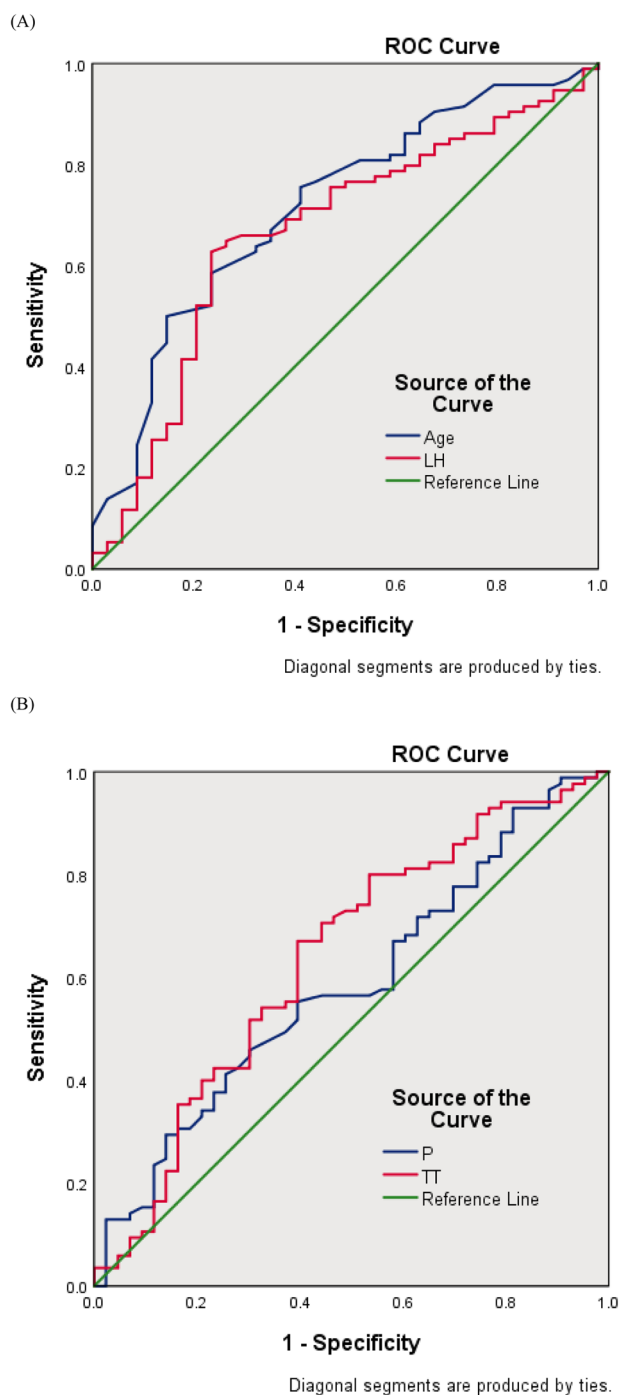 (A)
ROC Curve
1.0
0.8
0.6
0.4
0.2
0.0
Sensitivity
Source of the
Curve
Age
LH
Reference Line
0.0 0.2 0.4 0.6 0.8 1.0
1 - Specificity
Diagonal segments are produced by ties.
(B)
ROC Curve
1.0
0.8
0.6
0.4
0.2
0.0
Sensitivity
Source of the
Curve
P
TT
Reference Line
0.0 0.2 0.4 0.6 0.8 1.0
1 - Specificity
Diagonal segments are produced by ties.